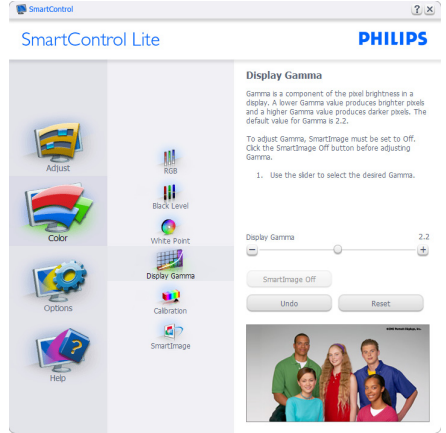 SmartControl
SmartControl Lite
PHILIPS
Adjust
Color
Options
Help
RGB
Black Level
White Point
Display Gamma
Calibration
SmartImage
Display Gamma
Gamma is a component of the pixel brightness in a
display. A lower Gamma value produces brighter pixels
and a higher Gamma value produces darker pixels. The
default value for Gamma is 2.2.
To adjust Gamma, SmartImage must be set to Off.
Click the SmartImage Off button before adjusting
Gamma.
1. Use the slider to select the desired Gamma.
Display Gamma 2.2
SmartImage Off
Undo Reset